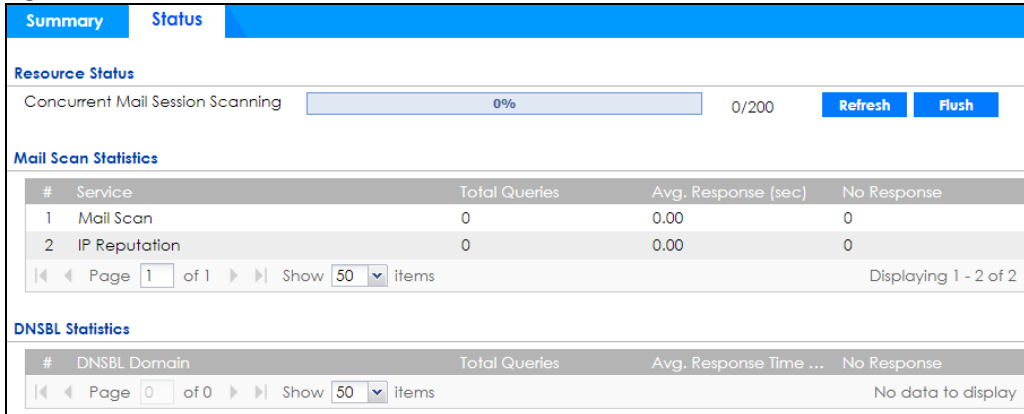 Summary Status
Resource Status
Concurrent Mail Session Scanning 0% 0/200 Refresh Flush
Mail Scan Statistics
# Service Total Queries Avg. Response (sec) No Response
1 Mail Scan 0 0.00 0
2 IP Reputation 0 0.00 0
Page 1 of 1 Show 50 items Displaying 1 - 2 of 2
DNSBL Statistics
# DNSBL Domain Total Queries Avg. Response Time ... No Response
Page 0 of 0 Show 50 items No data to display